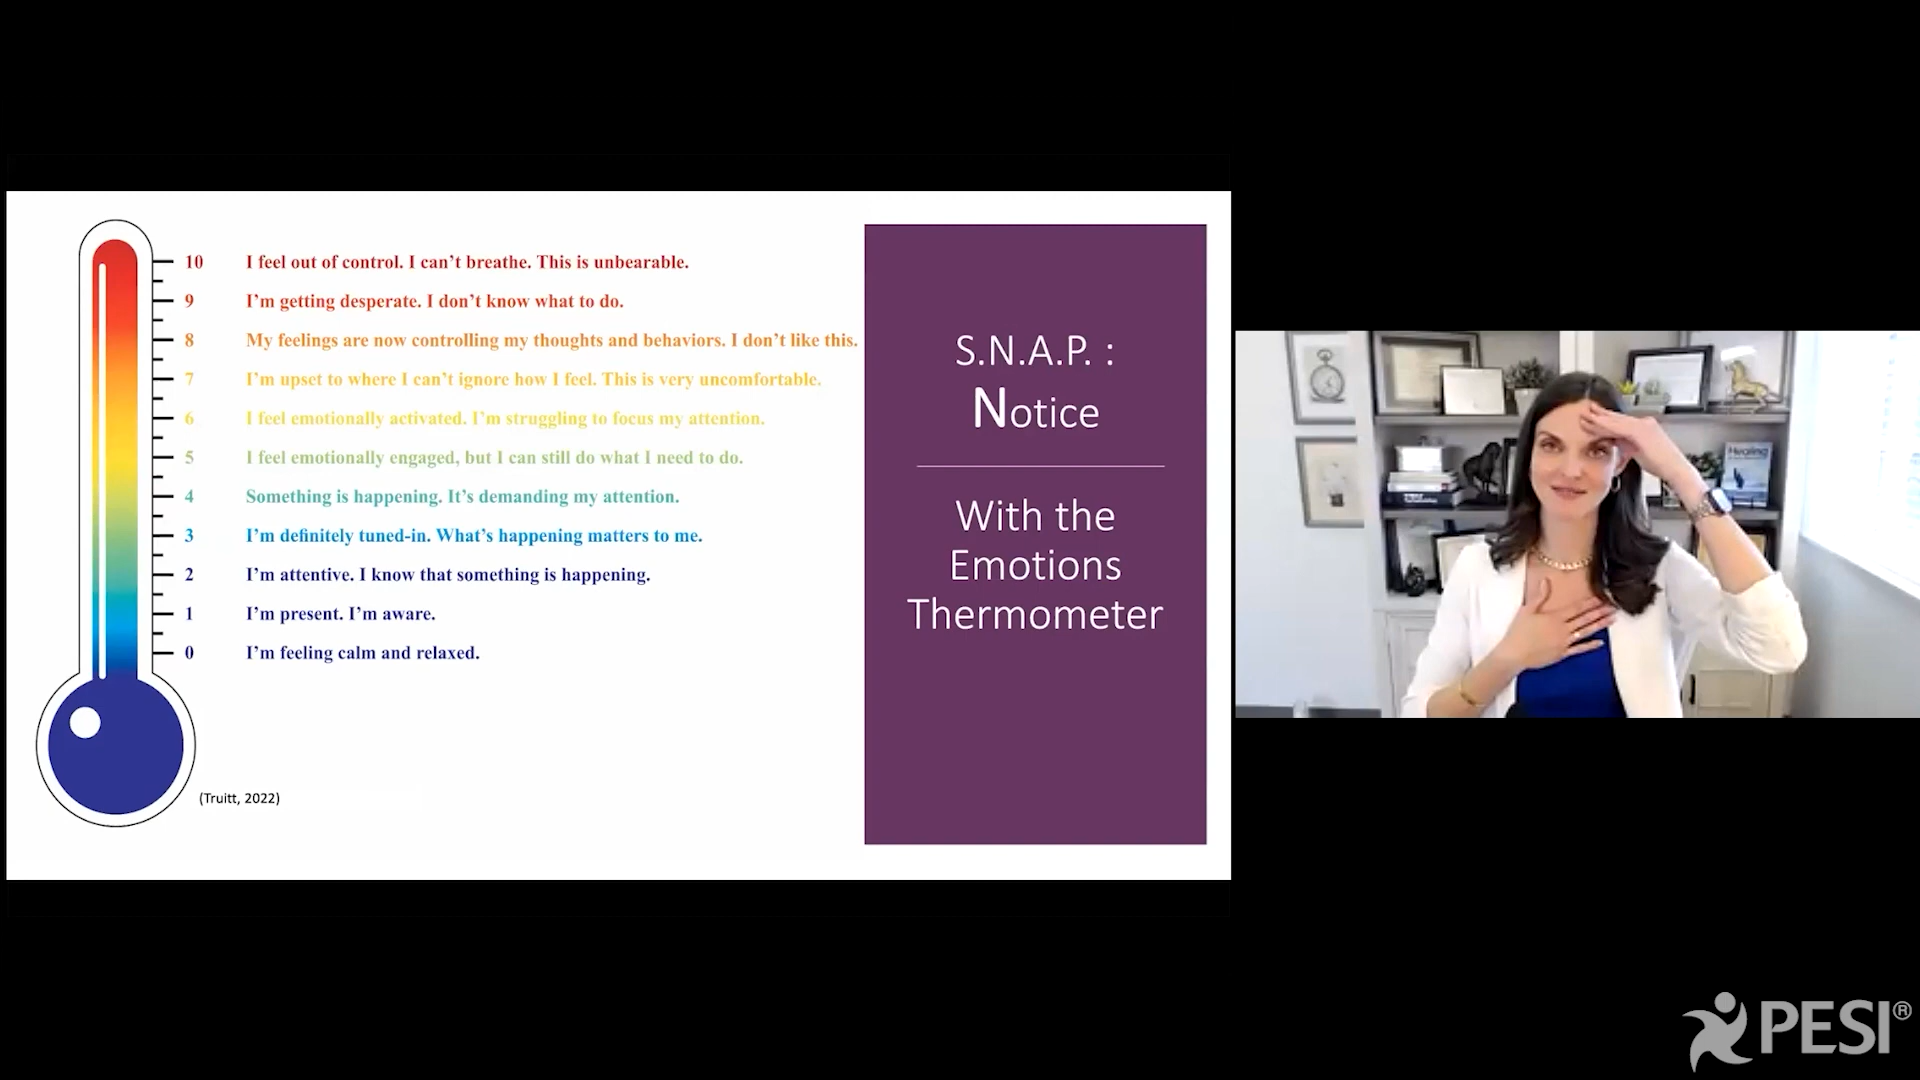 10 I feel out of control. I can't breathe. This is unbearable.
9 I'm getting desperate. I don't know what to do.
8 My feelings are now controlling my thoughts and behaviors. I don't like this.
7 I'm upset to where I can't ignore how I feel. This is very uncomfortable.
6 I feel emotionally activated. I'm struggling to focus my attention.
5 I feel emotionally engaged, but I can still do what I need to do.
4 Something is happening. It's demanding my attention.
3 I'm definitely tuned-in. What's happening matters to me.
2 I'm attentive. I know that something is happening.
1 I'm present. I'm aware.
0 I'm feeling calm and relaxed.
(Truitt, 2022)
S.N.A.P. :
Notice
With the
Emotions
Thermometer
Healing
PESI®